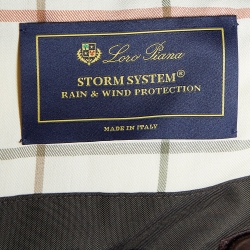 Loro Piana
STORM SYSTEM®
RAIN & WIND PROTECTION
MADE IN ITALY